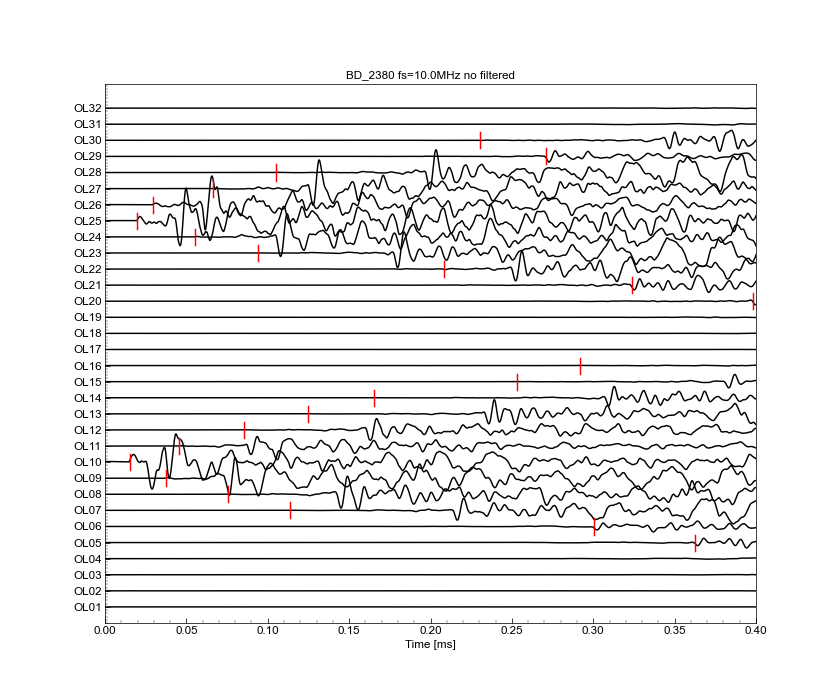 BD_2380 fs=10.0MHz no filtered
OL32
OL31
OL30
OL29
OL28
OL27
OL26
OL25
OL24
OL23
OL22
OL21
OL20
OL19
OL18
OL17
OL16
OL15
OL14
OL13
OL12
OL11
OL10
OL09
OL08
OL07
OL06
OL05
OL04
OL03
OL02
OL01
0.00 0.05 0.10 0.15 0.20 0.25 0.30 0.35 0.40
Time [ms]